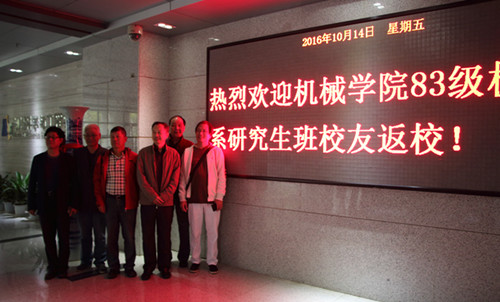 2016年10月14日 星期五
热烈欢迎机械学院83级机
系研究生班校友返校！